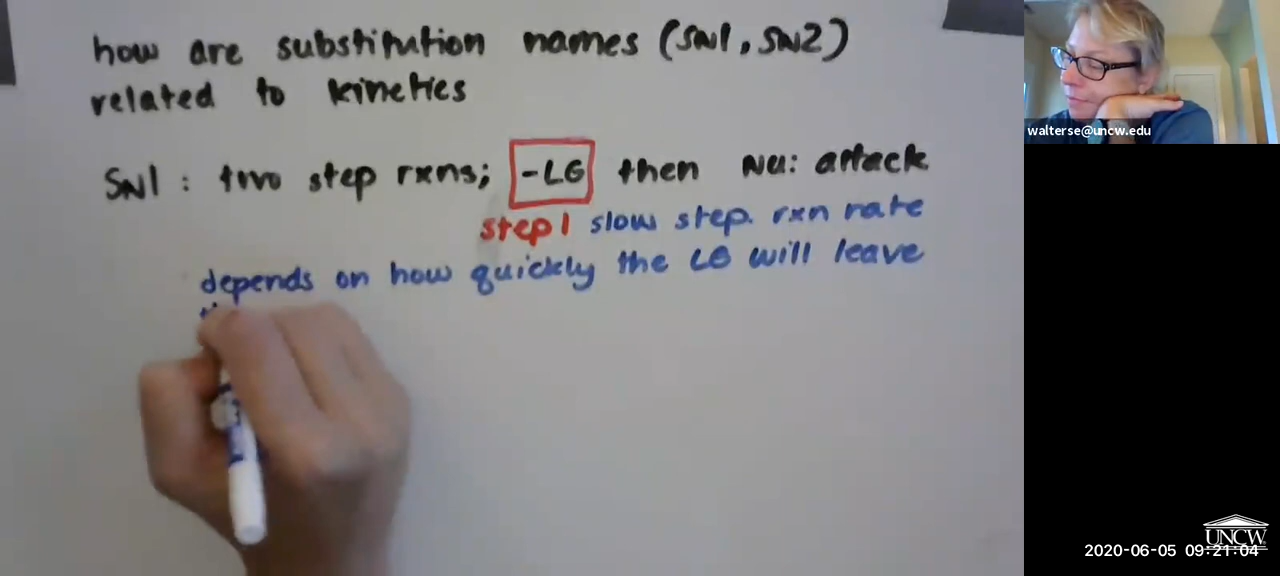 how are substitution names (SN1, SN2)
related to kinetics
SN1 : two step rxns; -LG then Nu: attack
step 1 slow step. rxn rate
depends on how quickly the LG will leave
walterse@uncw.edu
UNCW
2020-06-05 09:21:04